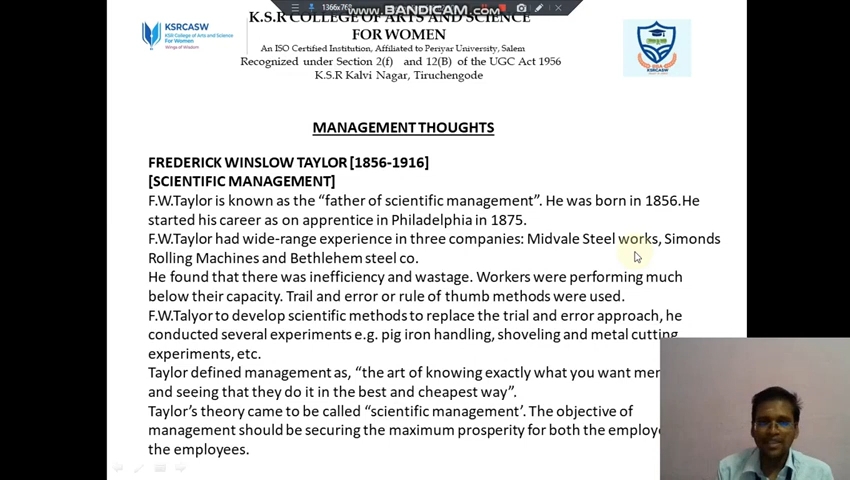 1366x768
WWW.BANDICAM.COM
K.S.R COLLEGE OF ARTS AND SCIENCE
FOR WOMEN
An ISO Certified Institution, Affiliated to Periyar University, Salem
Recognized under Section 2(f) and 12(B) of the UGC Act 1956
K.S.R Kalvi Nagar, Tiruchengode
KSRCASW
KSR College of Arts and Science
For Women
Wings of Wisdom
KSRCASW
MANAGEMENT THOUGHTS
FREDERICK WINSLOW TAYLOR [1856-1916]
[SCIENTIFIC MANAGEMENT]
F.W.Taylor is known as the “father of scientific management”. He was born in 1856.He
started his career as on apprentice in Philadelphia in 1875.
F.W.Taylor had wide-range experience in three companies: Midvale Steel works, Simonds
Rolling Machines and Bethlehem steel co.
He found that there was inefficiency and wastage. Workers were performing much
below their capacity. Trail and error or rule of thumb methods were used.
F.W.Talyor to develop scientific methods to replace the trial and error approach, he
conducted several experiments e.g. pig iron handling, shoveling and metal cutting
experiments, etc.
Taylor defined management as, “the art of knowing exactly what you want men
and seeing that they do it in the best and cheapest way”.
Taylor’s theory came to be called “scientific management’. The objective of
management should be securing the maximum prosperity for both the employe
the employees.